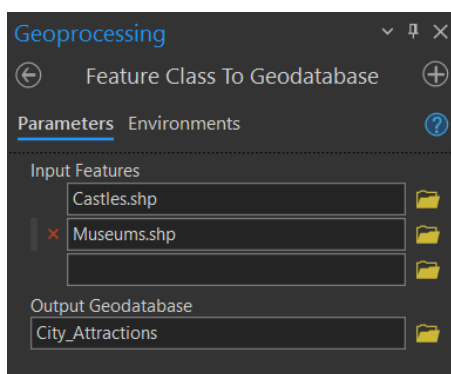 Geoprocessing
Feature Class To Geodatabase
Parameters Environments
Input Features
Castles.shp
Museums.shp
Output Geodatabase
City_Attractions